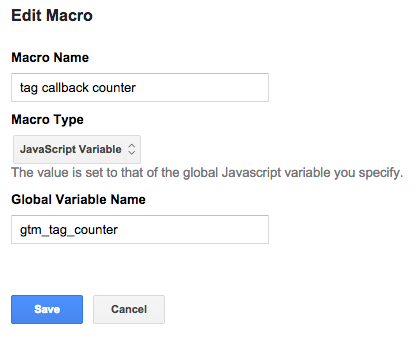 Edit Macro
Macro Name
tag callback counter
Macro Type
JavaScript Variable
The value is set to that of the global Javascript variable you specify.
Global Variable Name
gtm_tag_counter
Save Cancel